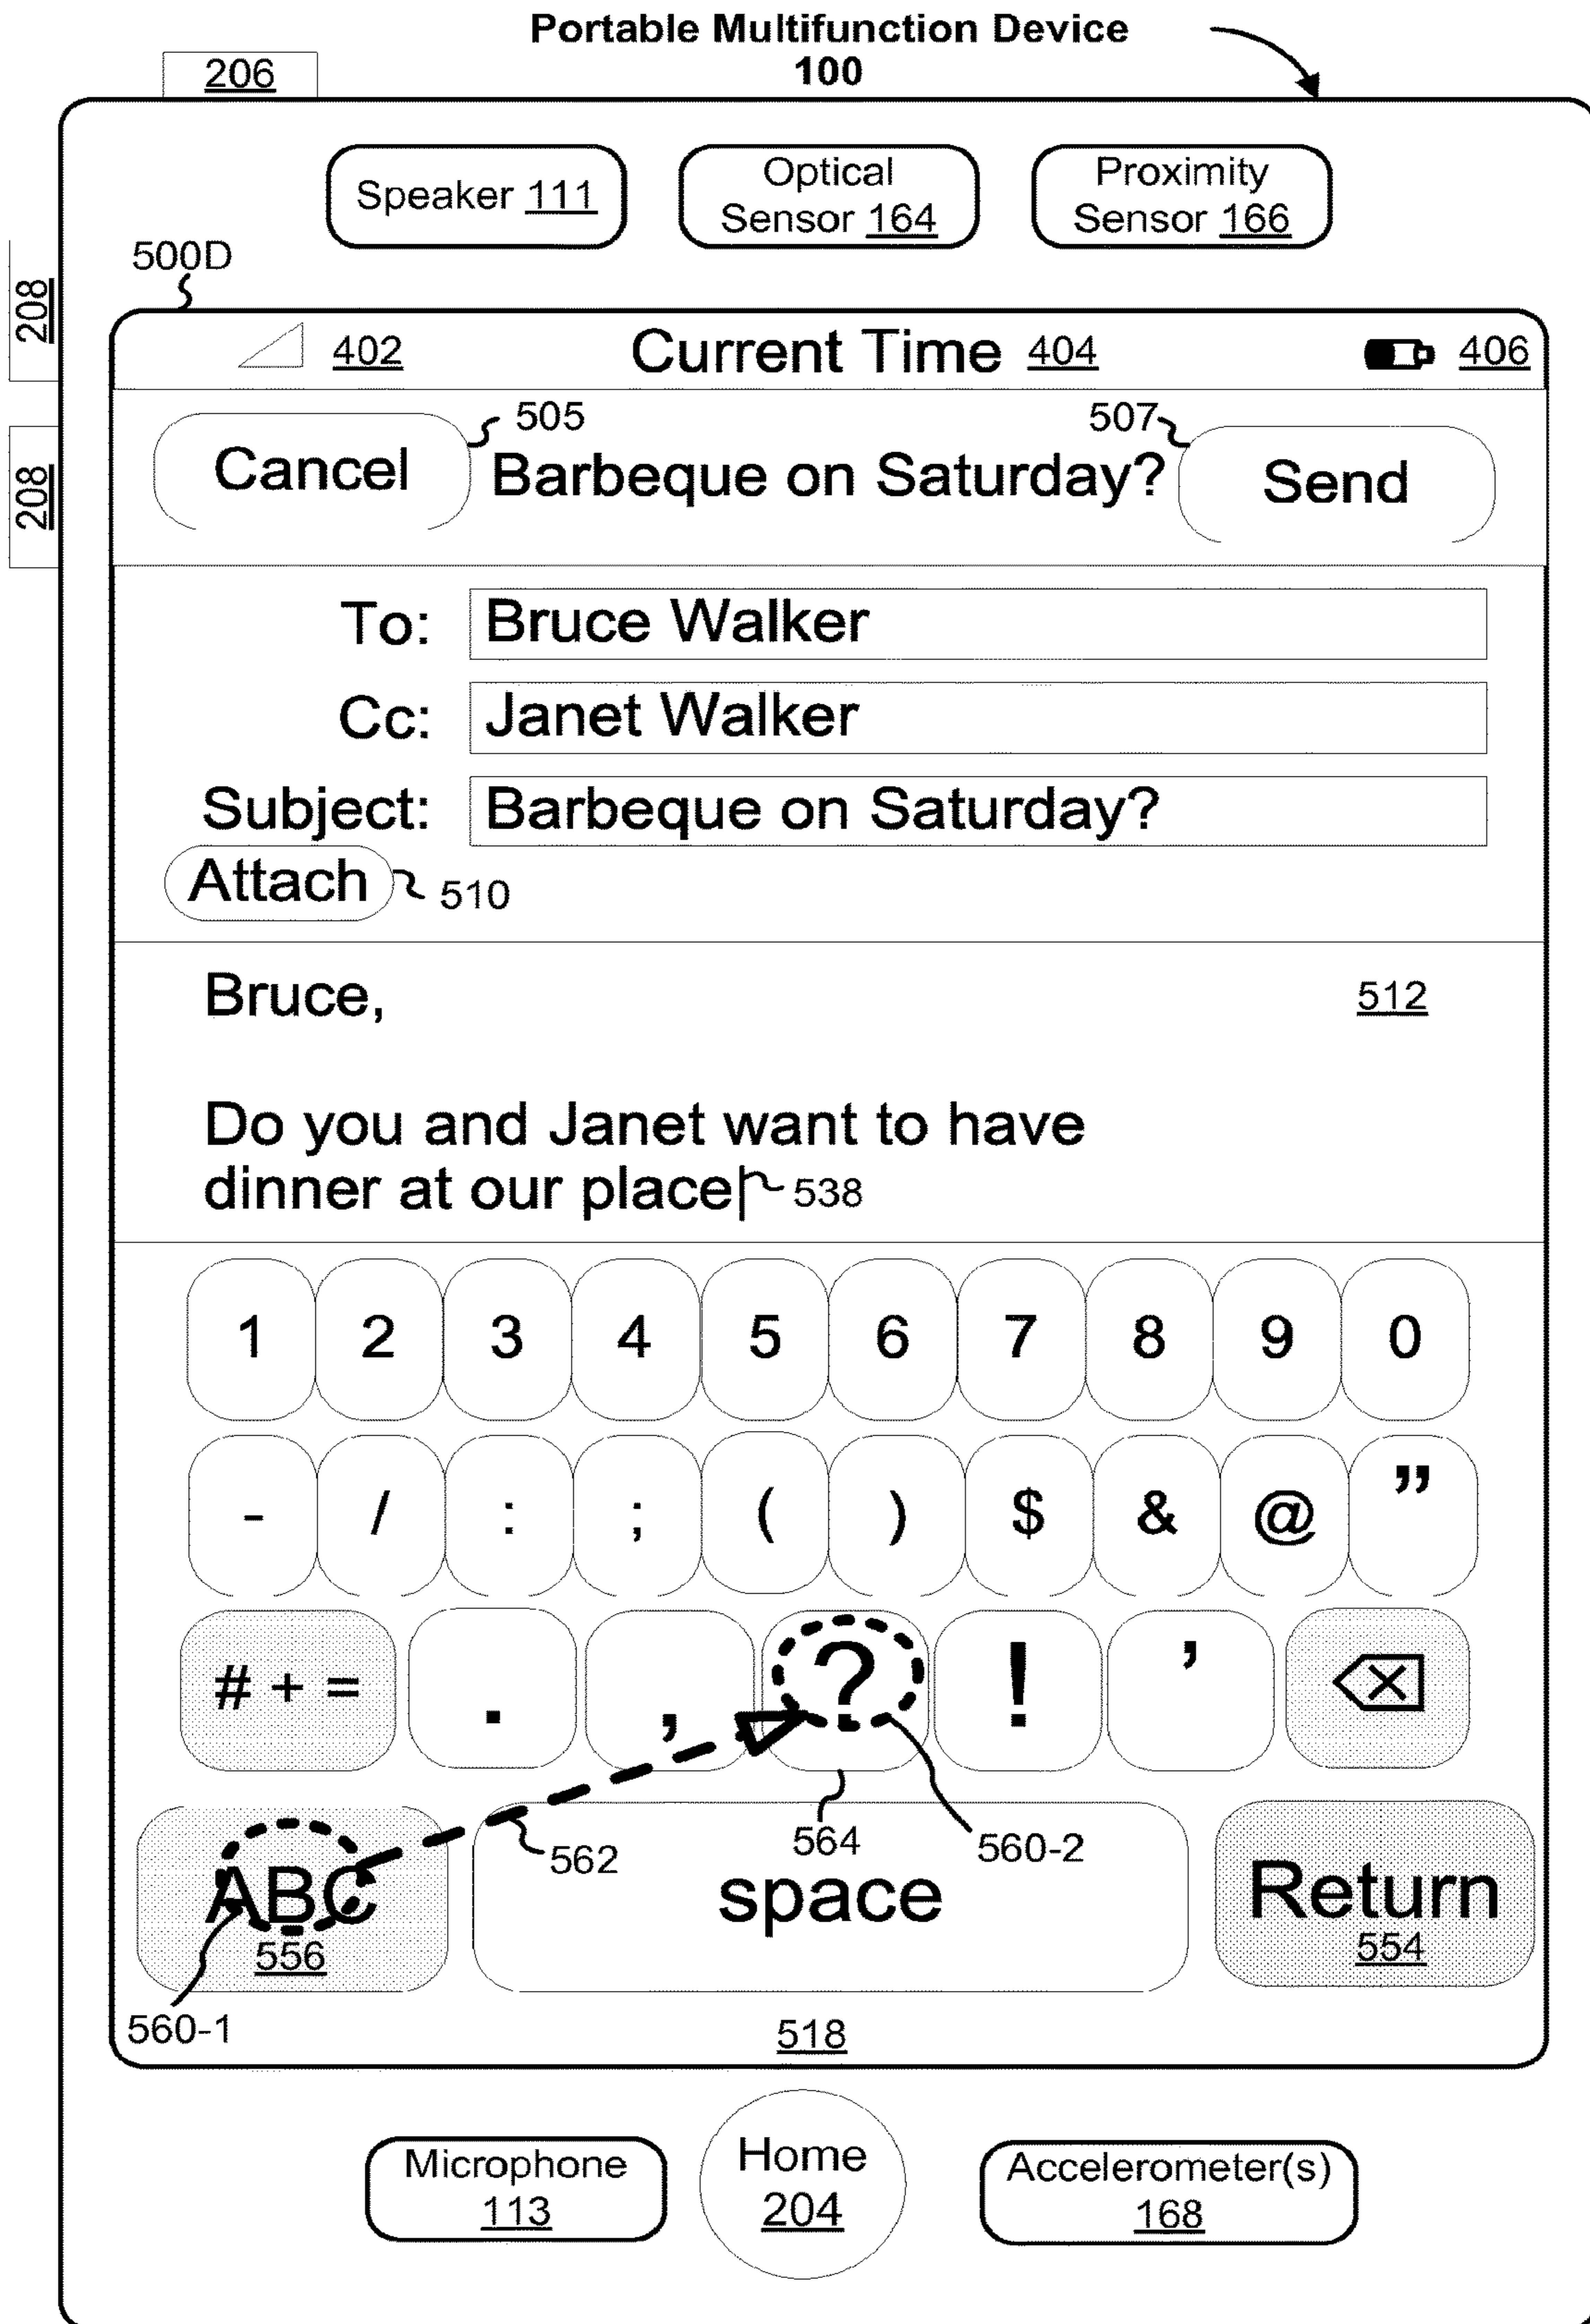 Portable Multifunction Device
100
206
Speaker 111
Optical
Sensor 164
Proximity
Sensor 166
208
208
500D
402
Current Time 404
406
Cancel
505
Barbeque on Saturday?
507
Send
To:
Bruce Walker
Cc:
Janet Walker
Subject:
Barbeque on Saturday?
Attach
510
Bruce,
512
Do you and Janet want to have
dinner at our place
538
1 2 3 4 5 6 7 8 9 0
- / : ; ( ) $ & @ ”
# + = . , ? ! ’
562
564
560-2
ABC
556
space
Return
554
560-1
518
Microphone
113
Home
204
Accelerometer(s)
168